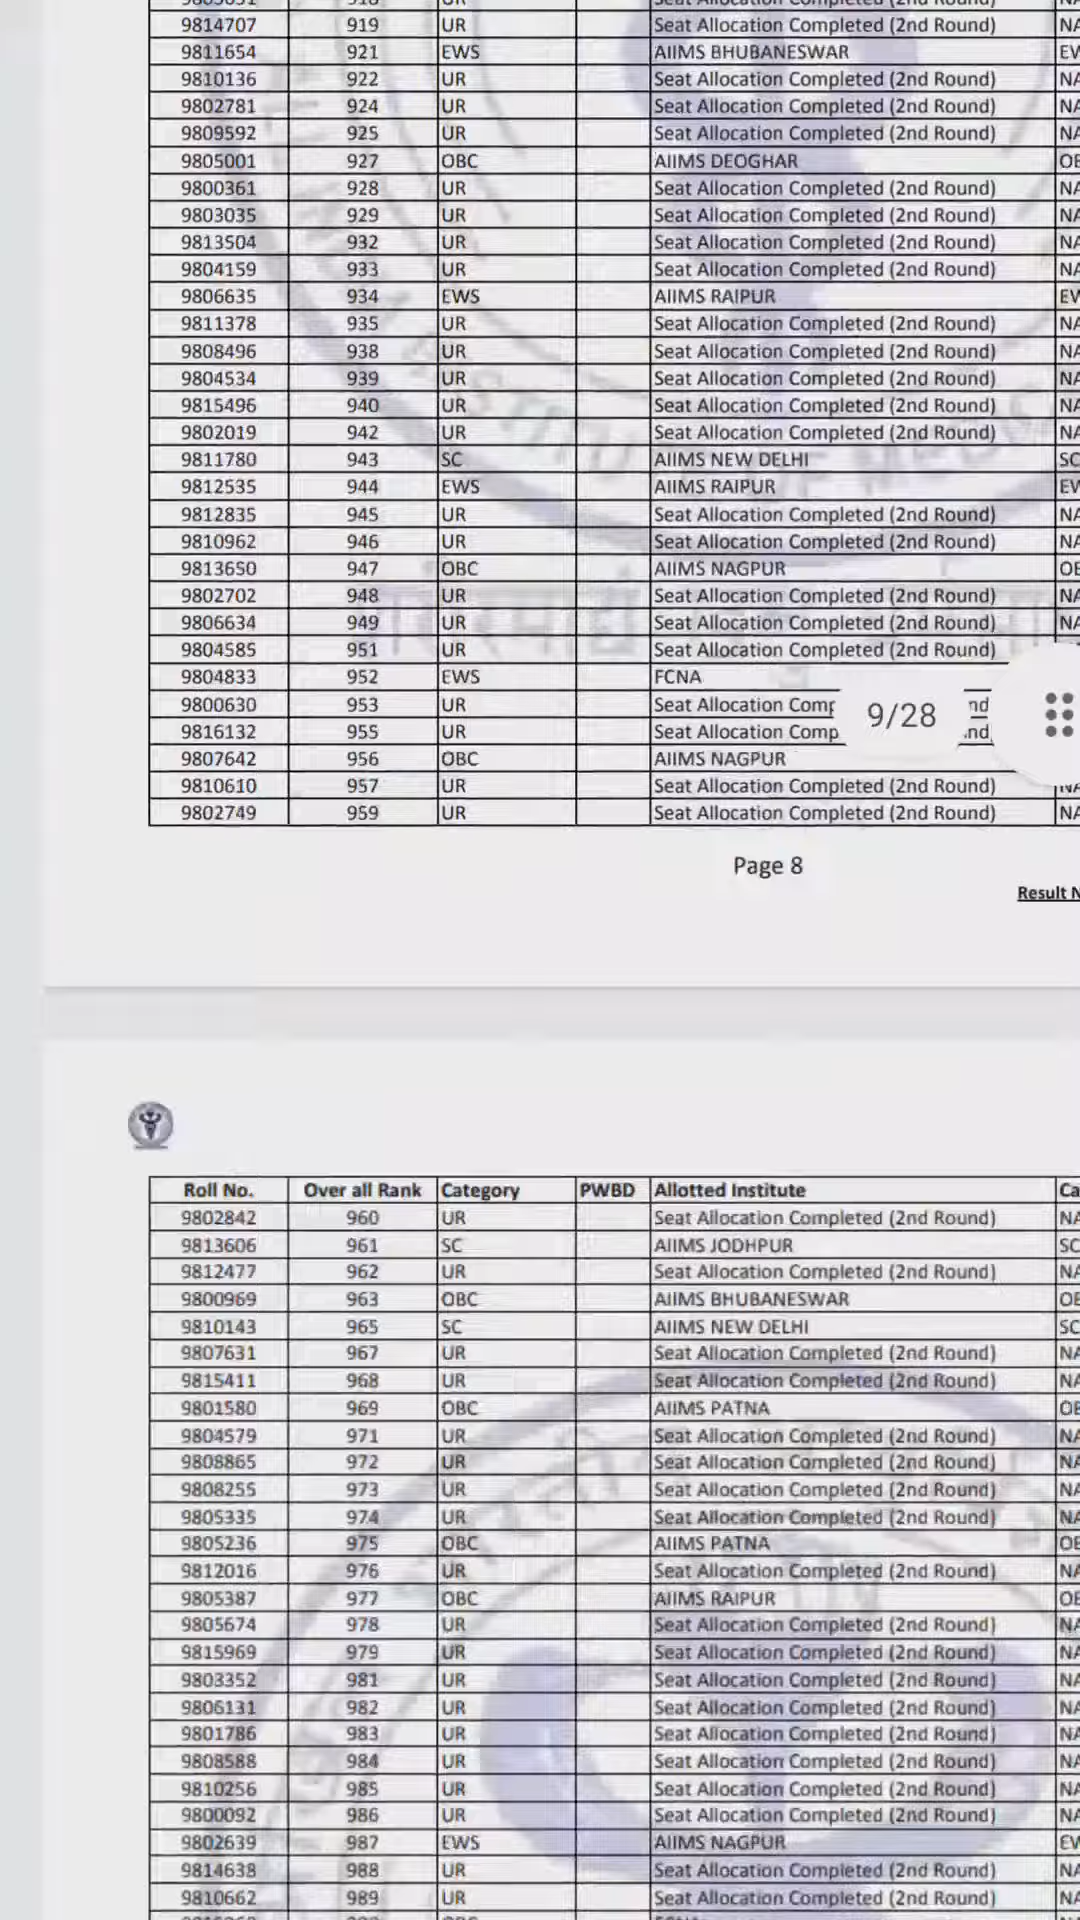 9814707 919 UR Seat Allocation Completed (2nd Round)
9811654 921 EWS AIIMS BHUBANESWAR
9810136 922 UR Seat Allocation Completed (2nd Round)
9802781 924 UR Seat Allocation Completed (2nd Round)
9809592 925 UR Seat Allocation Completed (2nd Round)
9805001 927 OBC AIIMS DEOGHAR
9800361 928 UR Seat Allocation Completed (2nd Round)
9803035 929 UR Seat Allocation Completed (2nd Round)
9813504 932 UR Seat Allocation Completed (2nd Round)
9804159 933 UR Seat Allocation Completed (2nd Round)
9806635 934 EWS AIIMS RAIPUR
9811378 935 UR Seat Allocation Completed (2nd Round)
9808496 938 UR Seat Allocation Completed (2nd Round)
9804534 939 UR Seat Allocation Completed (2nd Round)
9815496 940 UR Seat Allocation Completed (2nd Round)
9802019 942 UR Seat Allocation Completed (2nd Round)
9811780 943 SC AIIMS NEW DELHI SC
9812535 944 EWS AIIMS RAIPUR
9812835 945 UR Seat Allocation Completed (2nd Round)
9810962 946 UR Seat Allocation Completed (2nd Round)
9813650 947 OBC AIIMS NAGPUR
9802702 948 UR Seat Allocation Completed (2nd Round)
9806634 949 UR Seat Allocation Completed (2nd Round)
9804585 951 UR Seat Allocation Completed (2nd Round)
9804833 952 EWS FCNA
9800630 953 UR Seat Allocation Comp nd
9/28
9816132 955 UR Seat Allocation Comp nd
9807642 956 OBC AIIMS NAGPUR
9810610 957 UR Seat Allocation Completed (2nd Round)
9802749 959 UR Seat Allocation Completed (2nd Round)
Page 8
Result N
Roll No. Over all Rank Category PWBD Allotted Institute Ca
9802842 960 UR Seat Allocation Completed (2nd Round)
9813606 961 SC AIIMS JODHPUR SC
9812477 962 UR Seat Allocation Completed (2nd Round)
9800969 963 OBC AIIMS BHUBANESWAR
9810143 965 SC AIIMS NEW DELHI SC
9807631 967 UR Seat Allocation Completed (2nd Round)
9815411 968 UR Seat Allocation Completed (2nd Round)
9801580 969 OBC AIIMS PATNA
9804579 971 UR Seat Allocation Completed (2nd Round)
9808865 972 UR Seat Allocation Completed (2nd Round)
9808255 973 UR Seat Allocation Completed (2nd Round)
9805335 974 UR Seat Allocation Completed (2nd Round)
9805236 975 OBC AIIMS PATNA
9812016 976 UR Seat Allocation Completed (2nd Round)
9805387 977 OBC AIIMS RAIPUR
9805674 978 UR Seat Allocation Completed (2nd Round)
9815969 979 UR Seat Allocation Completed (2nd Round)
9803352 981 UR Seat Allocation Completed (2nd Round)
9806131 982 UR Seat Allocation Completed (2nd Round)
9801786 983 UR Seat Allocation Completed (2nd Round)
9808588 984 UR Seat Allocation Completed (2nd Round)
9810256 985 UR Seat Allocation Completed (2nd Round)
9800092 986 UR Seat Allocation Completed (2nd Round)
9802639 987 EWS AIIMS NAGPUR
9814638 988 UR Seat Allocation Completed (2nd Round)
9810662 989 UR Seat Allocation Completed (2nd Round)